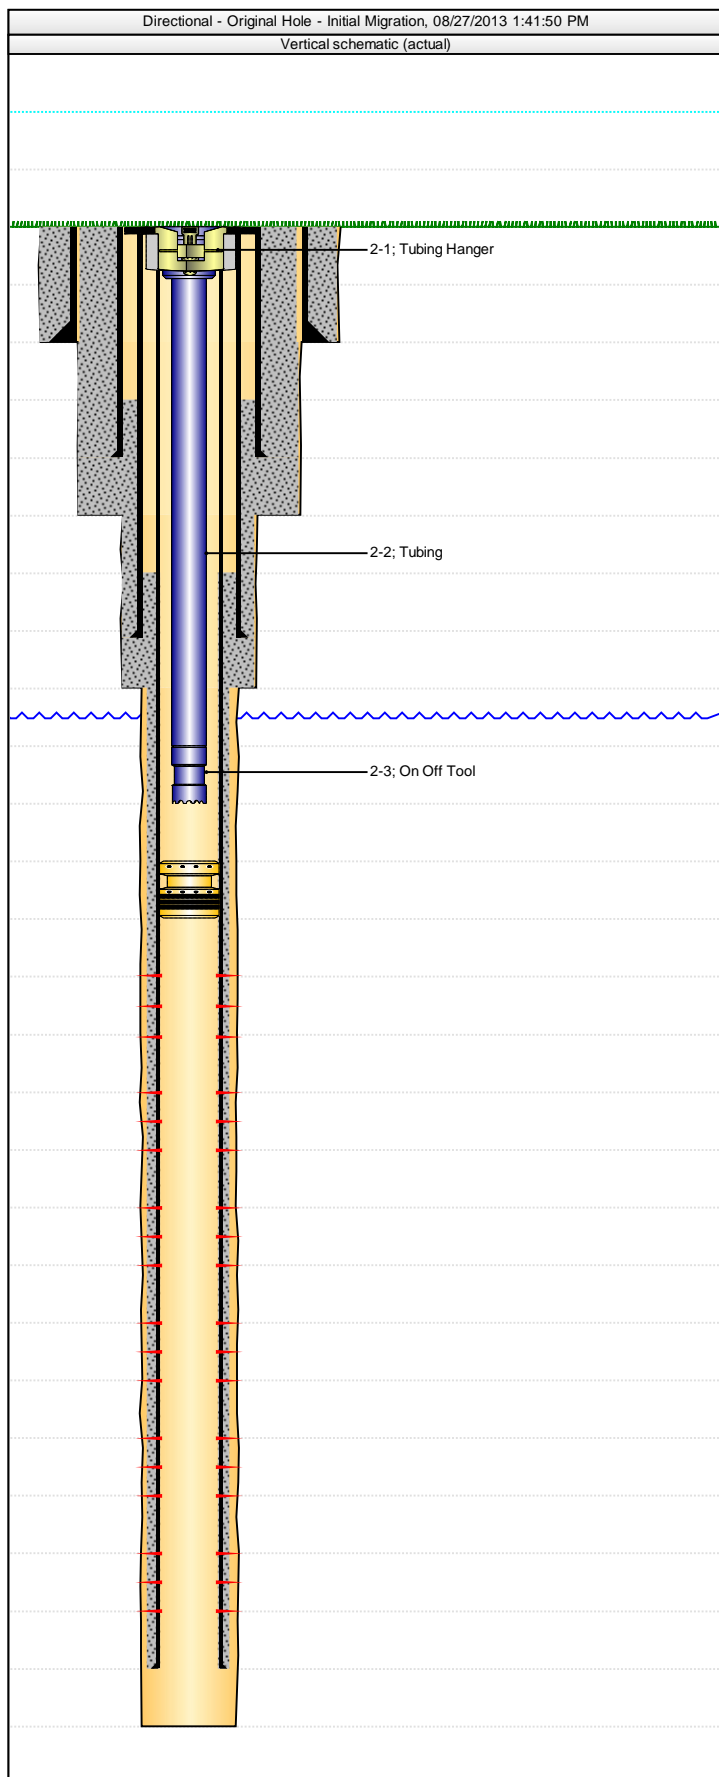 Directional - Original Hole - Initial Migration, 08/27/2013 1:41:50 PM
Vertical schematic (actual)
2-1; Tubing Hanger
2-2; Tubing
2-3; On Off Tool